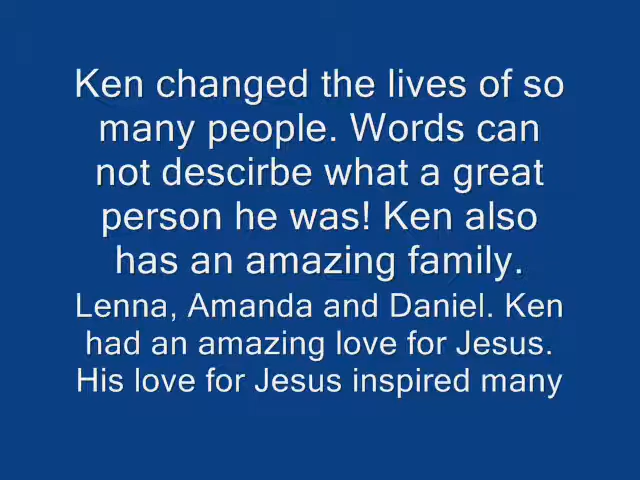 Ken changed the lives of so
many people. Words can
not descirbe what a great
person he was! Ken also
has an amazing family.
Lenna, Amanda and Daniel. Ken
had an amazing love for Jesus.
His love for Jesus inspired many